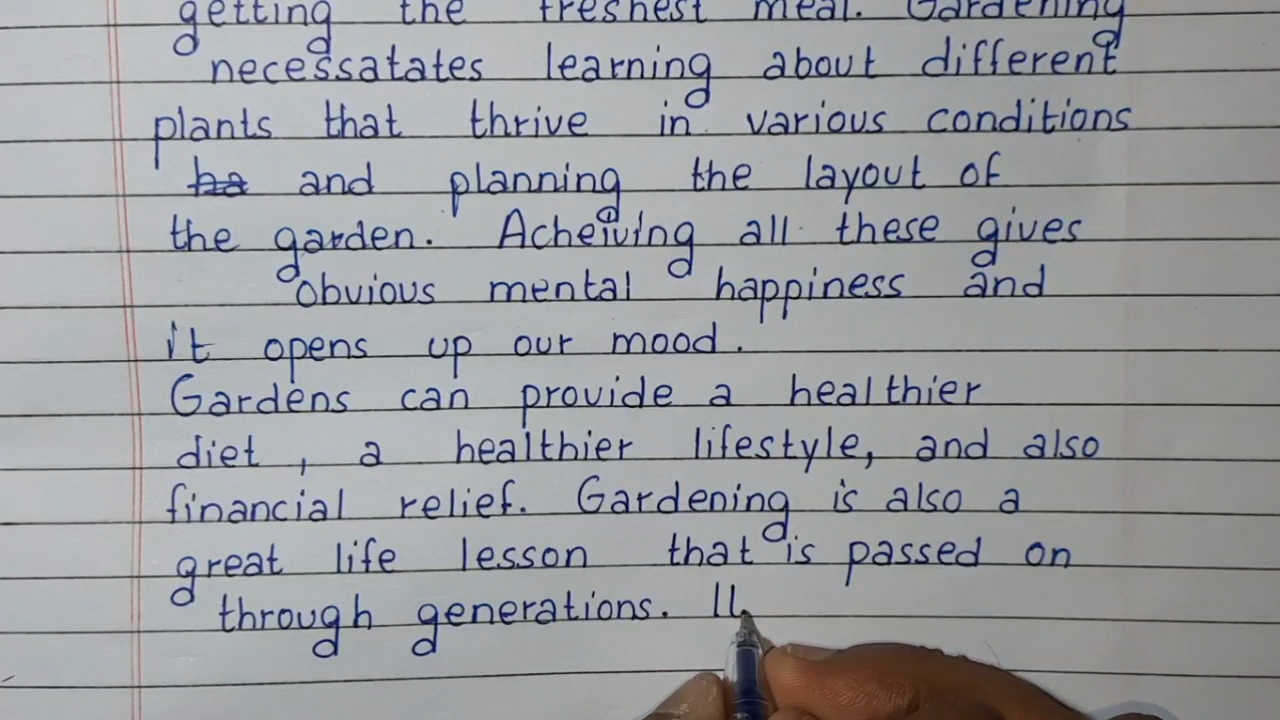 getting the freshest meal. Gardening
necessatates learning about different
plants that thrive in various conditions
and planning the layout of
the garden. Acheiving all these gives
obvious mental happiness and
it opens up our mood.
Gardens can provide a healthier
diet, a healthier lifestyle, and also
financial relief. Gardening is also a
great life lesson that is passed on
through generations.